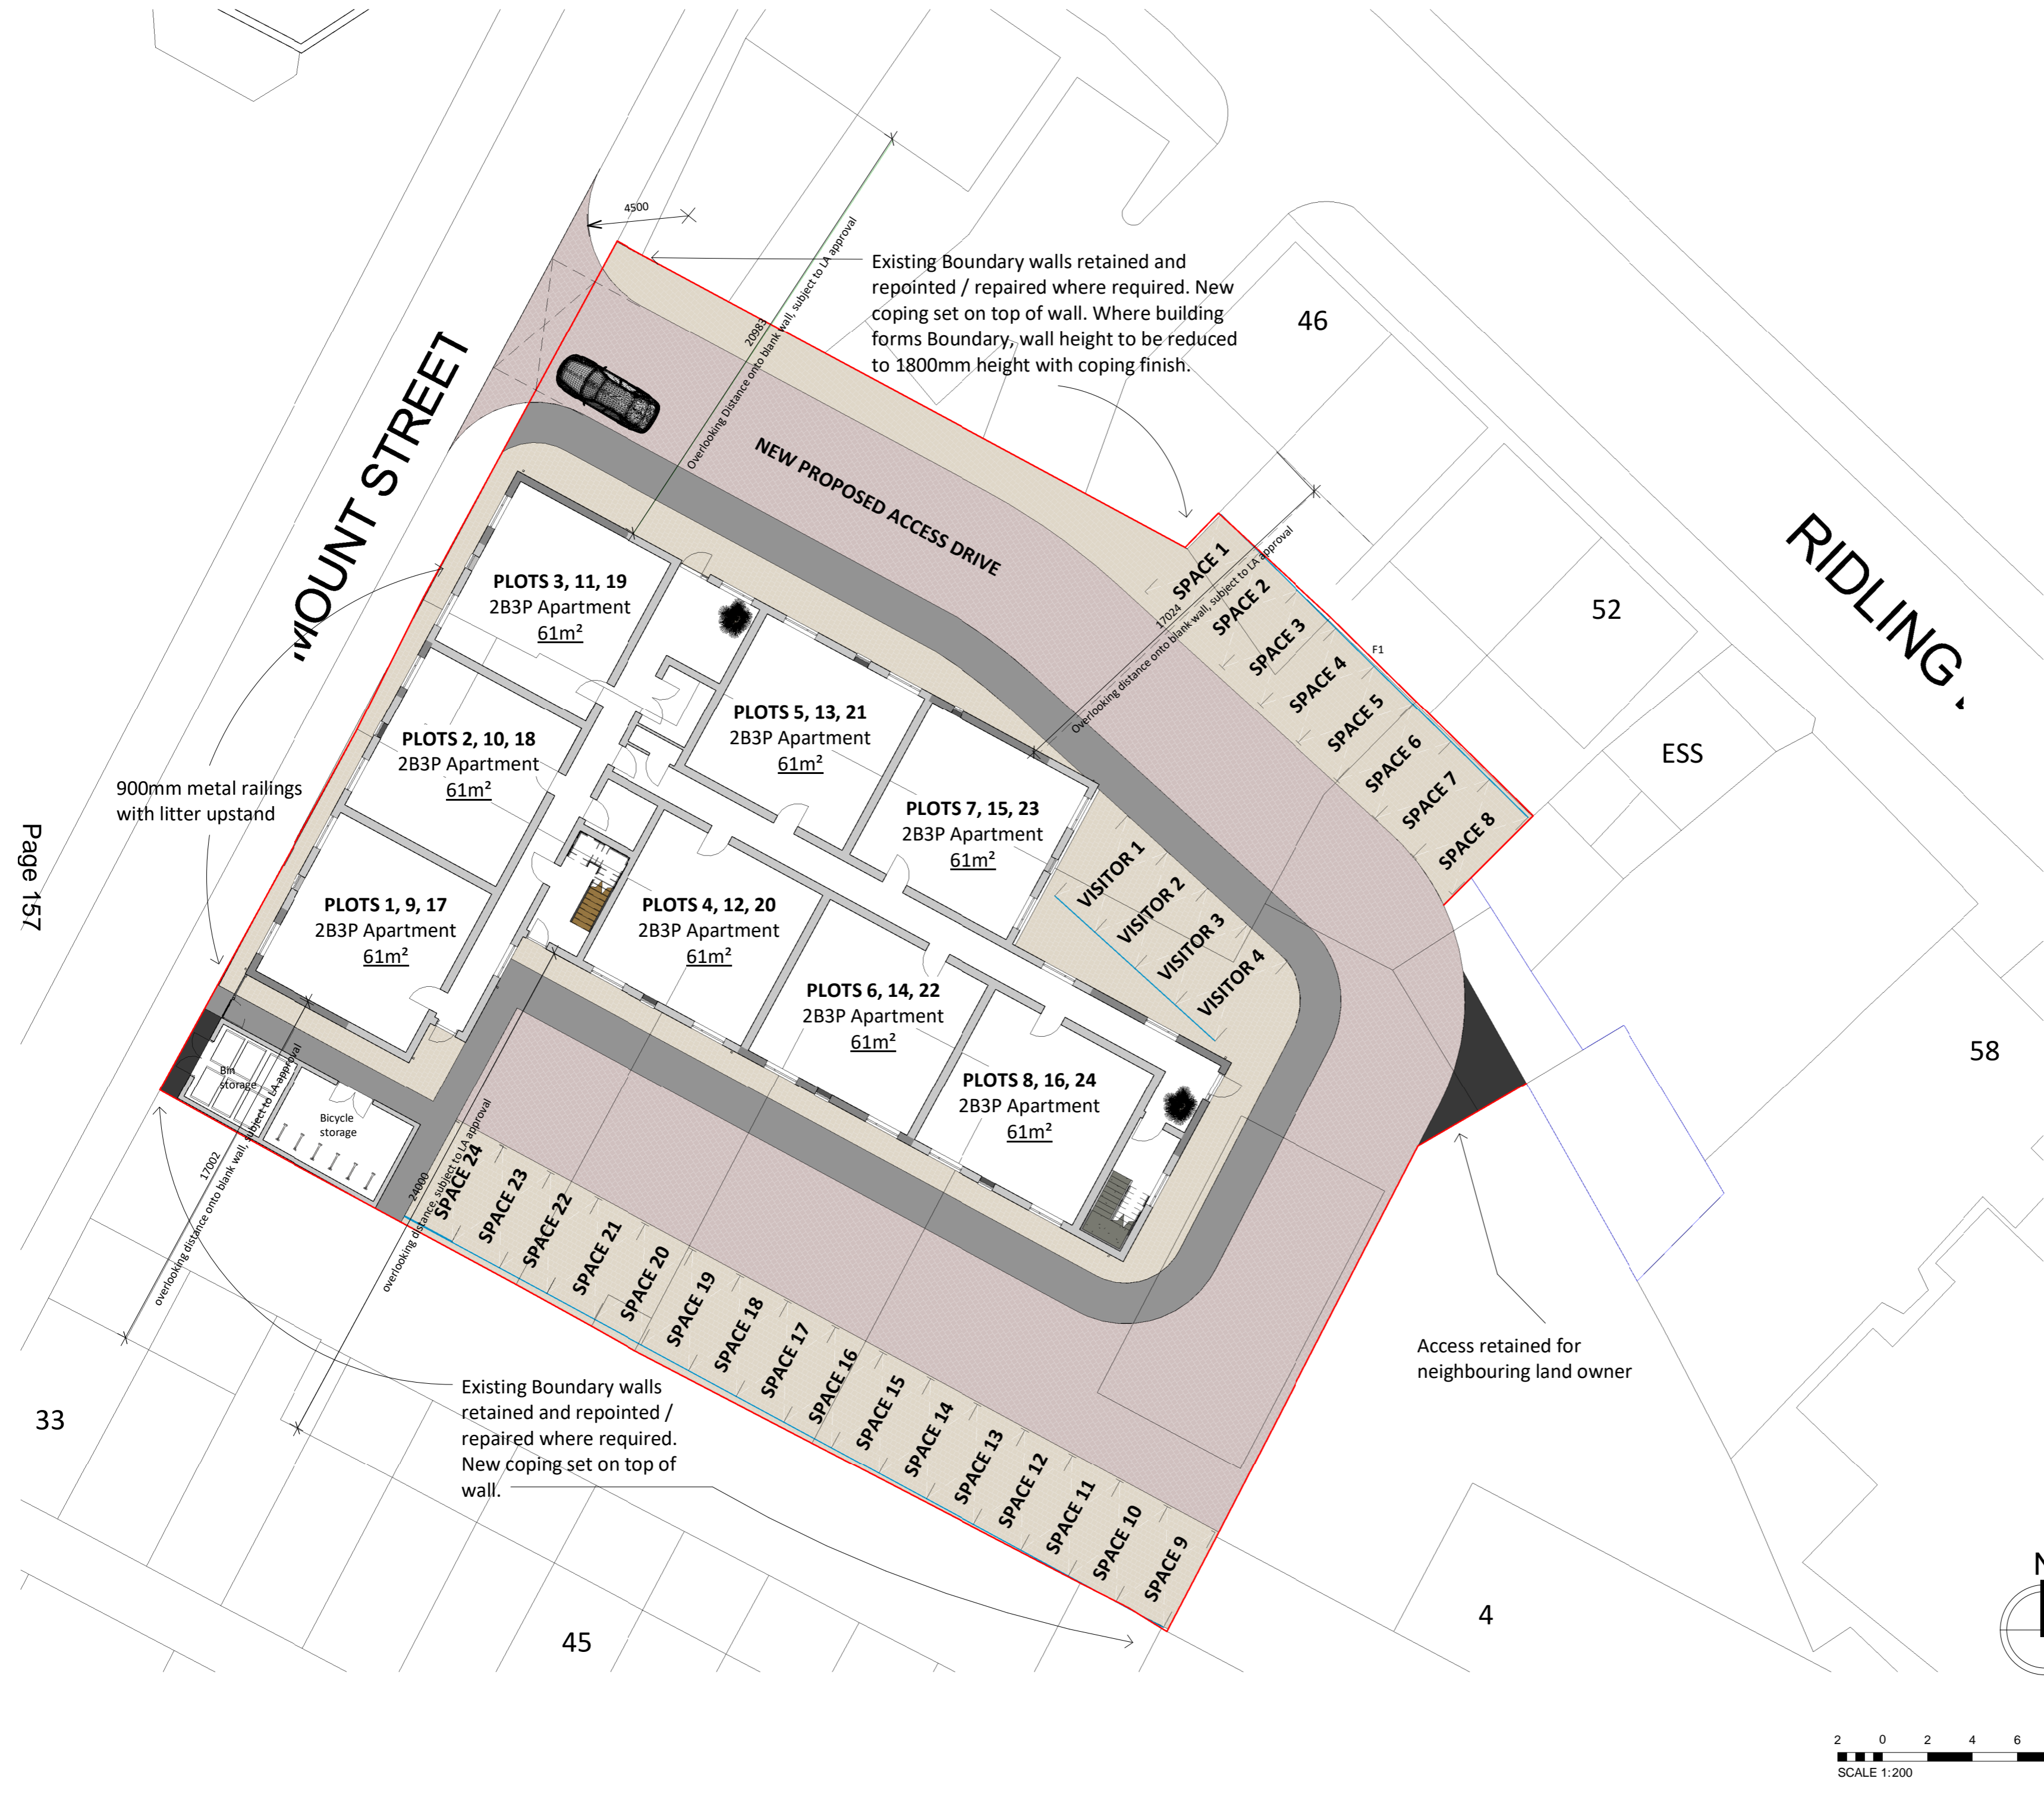 4500
20983
Overlooking Distance onto blank wall, subject to LA approval
Existing Boundary walls retained and
repointed / repaired where required. New
coping set on top of wall. Where building
forms Boundary, wall height to be reduced
to 1800mm height with coping finish.
46
MOUNT STREET
NEW PROPOSED ACCESS DRIVE
RIDLING
17024
Overlooking distance onto blank wall, subject to LA approval
SPACE 1
SPACE 2
SPACE 3
SPACE 4
SPACE 5
SPACE 6
SPACE 7
SPACE 8
F1
52
ESS
58
PLOTS 3, 11, 19
2B3P Apartment
61m²
PLOTS 2, 10, 18
2B3P Apartment
61m²
PLOTS 5, 13, 21
2B3P Apartment
61m²
PLOTS 7, 15, 23
2B3P Apartment
61m²
900mm metal railings
with litter upstand
Page 157
PLOTS 1, 9, 17
2B3P Apartment
61m²
PLOTS 4, 12, 20
2B3P Apartment
61m²
PLOTS 6, 14, 22
2B3P Apartment
61m²
PLOTS 8, 16, 24
2B3P Apartment
61m²
VISITOR 1
VISITOR 2
VISITOR 3
VISITOR 4
Bin
storage
Bicycle
storage
17002
overlooking distance onto blank wall, subject to LA approval
24000
overlooking distance, subject to LA approval
SPACE 24
SPACE 23
SPACE 22
SPACE 21
SPACE 20
SPACE 19
SPACE 18
SPACE 17
SPACE 16
SPACE 15
SPACE 14
SPACE 13
SPACE 12
SPACE 11
SPACE 10
SPACE 9
Access retained for
neighbouring land owner
Existing Boundary walls
retained and repointed /
repaired where required.
New coping set on top of
wall.
33
45
4
N
2 0 2 4 6
SCALE 1:200